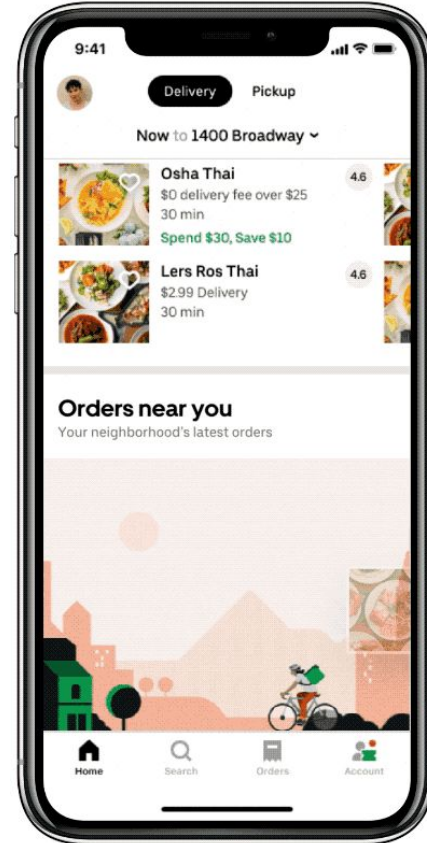 9:41
Delivery
Pickup
Now to 1400 Broadway
Osha Thai
4.6
$0 delivery fee over $25
30 min
Spend $30, Save $10
Lers Ros Thai
4.6
$2.99 Delivery
30 min
Orders near you
Your neighborhood's latest orders
Home
Search
Orders
Account